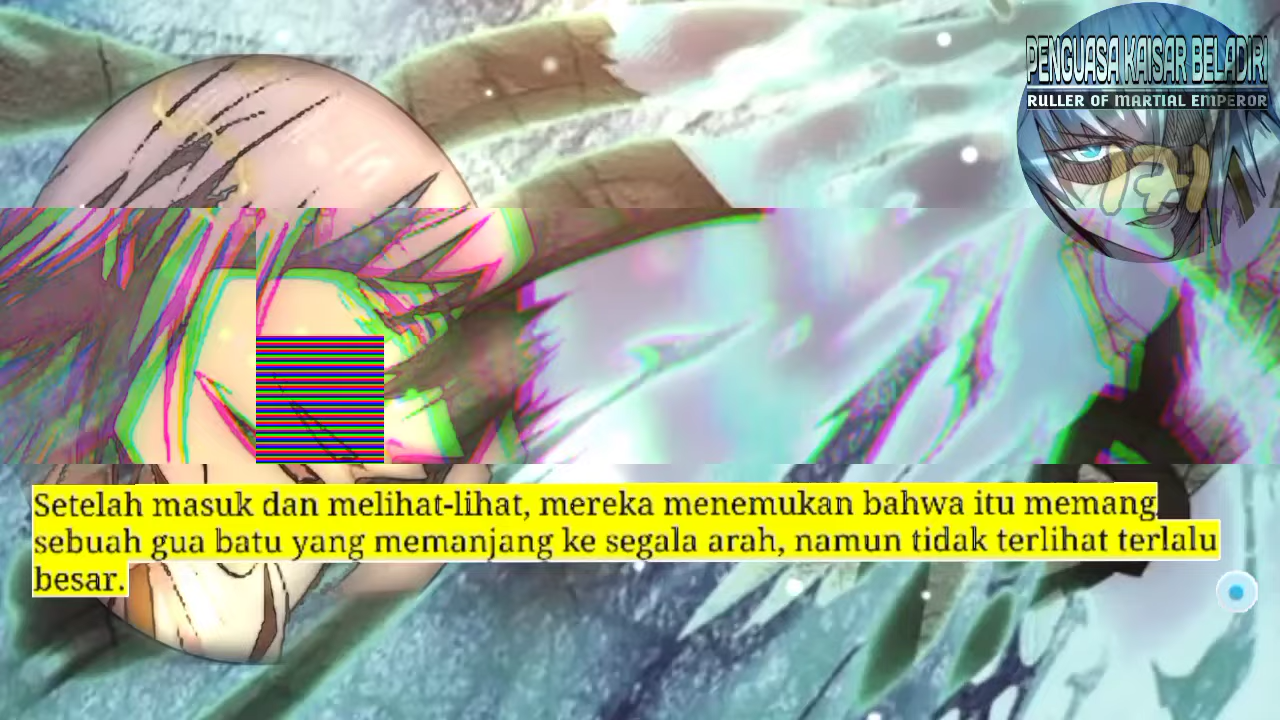 PENGUASA KAISAR BELADIRI
RULLER OF MARTIAL EMPEROR
Setelah masuk dan melihat-lihat, mereka menemukan bahwa itu memang
sebuah gua batu yang memanjang ke segala arah, namun tidak terlihat terlalu
besar.